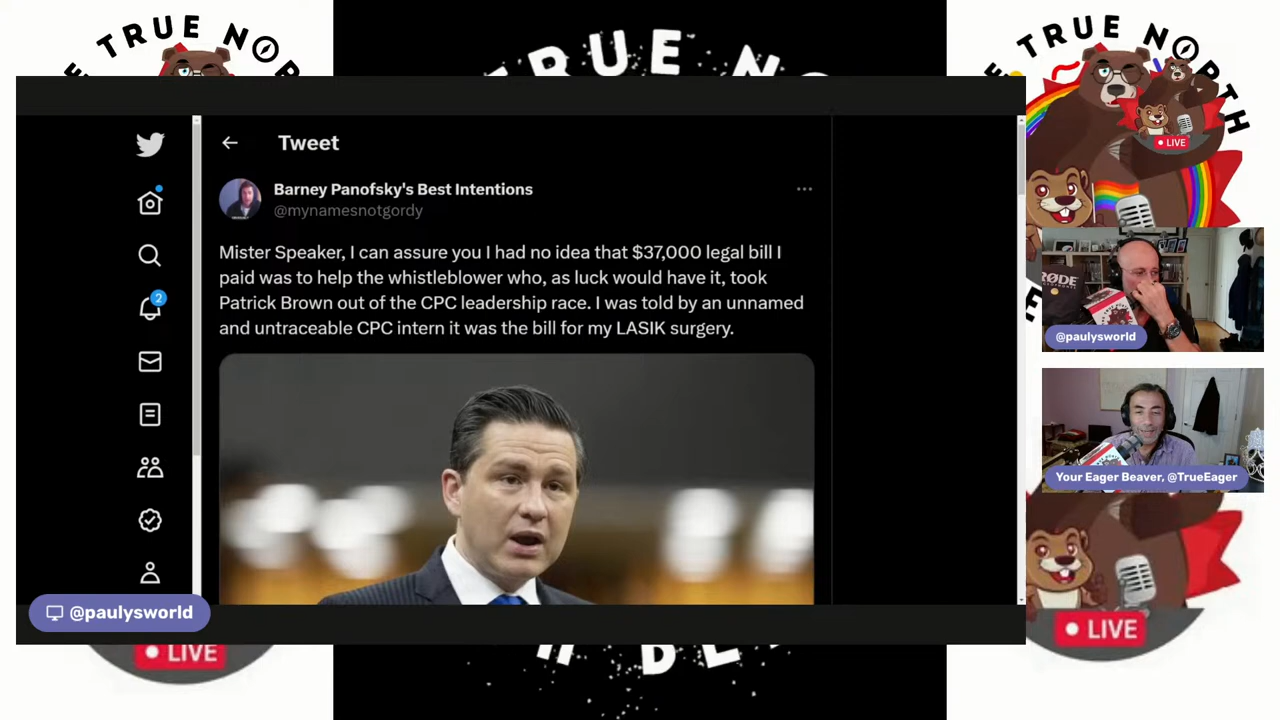 TRUE NO
TRUE NO
E TRUE NORTH
LIVE
Tweet
Barney Panofsky's Best Intentions
@mynamesnotgordy
Mister Speaker, I can assure you I had no idea that $37,000 legal bill I
paid was to help the whistleblower who, as luck would have it, took
Patrick Brown out of the CPC leadership race. I was told by an unnamed
and untraceable CPC intern it was the bill for my LASIK surgery.
2
RØDE
@paulysworld
Your Eager Beaver, @TrueEager
@paulysworld
LIVE
LIVE